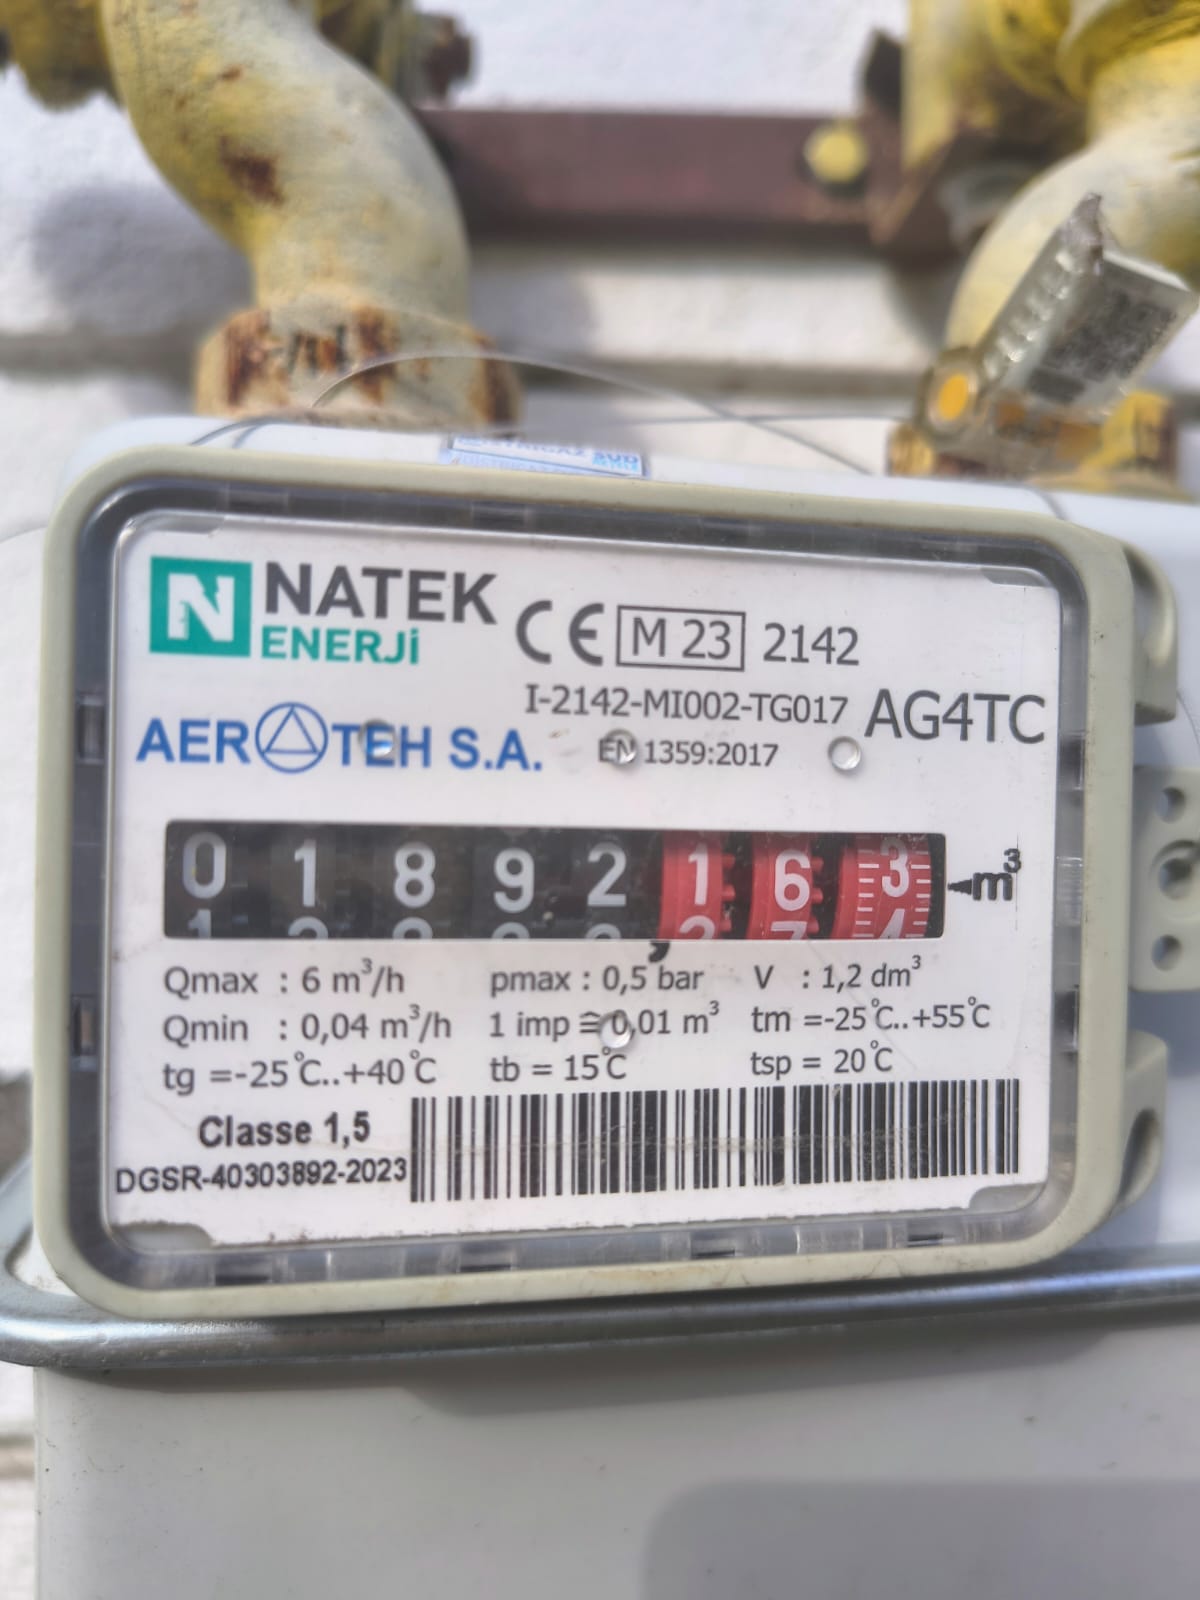 DISTRIGAZ SUD
NATEK
ENERJi
CE M 23 2142
I-2142-MI002-TG017 AG4TC
AEROTEH S.A. EN 1359:2017
0 1 8 9 2 , 1 6 3 m³
Qmax : 6 m³/h pmax : 0,5 bar V : 1,2 dm³
Qmin : 0,04 m³/h 1 imp ≅ 0,01 m³ tm =-25°C..+55°C
tg =-25°C..+40°C tb = 15°C tsp = 20°C
Classe 1,5
DGSR-40303892-2023